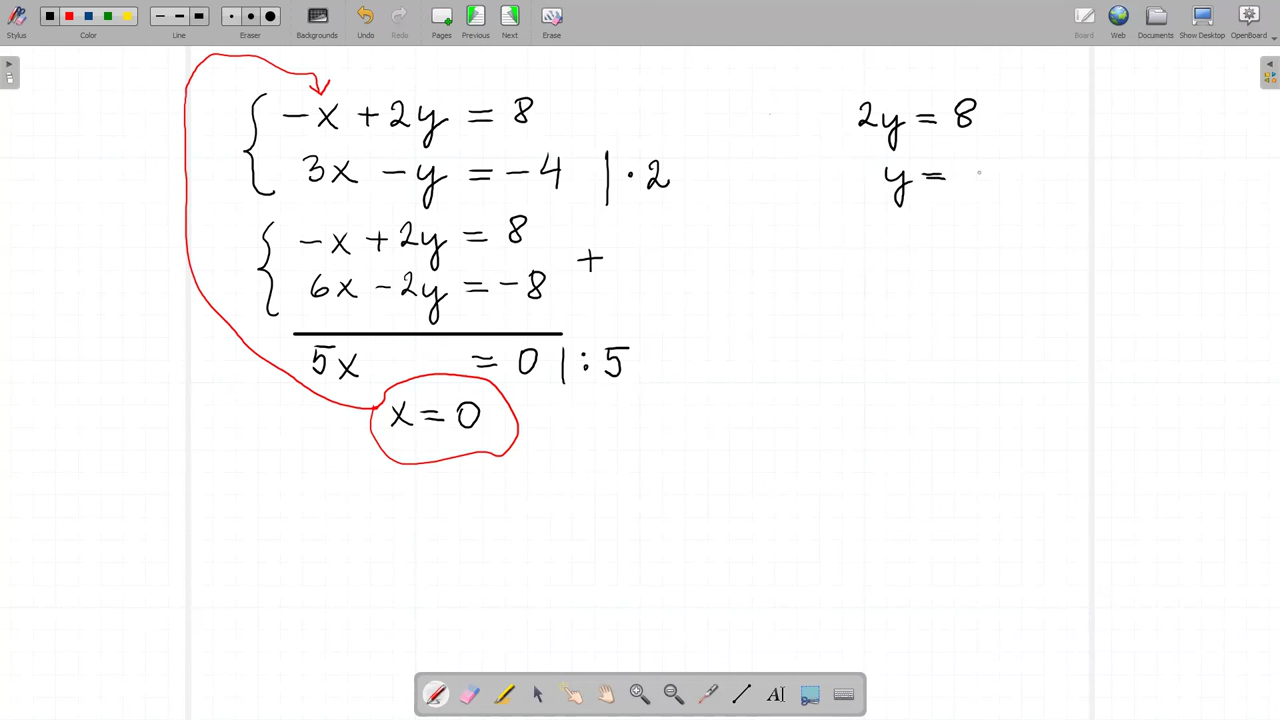 Stylus Color Line Eraser Backgrounds Undo Redo Pages Previous Next Erase Board Web Documents Show Desktop OpenBoard
-x + 2y = 8
3x - y = -4 | · 2
-x + 2y = 8
6x - 2y = -8
+
5x = 0 | : 5
x = 0
2y = 8
y =
AI